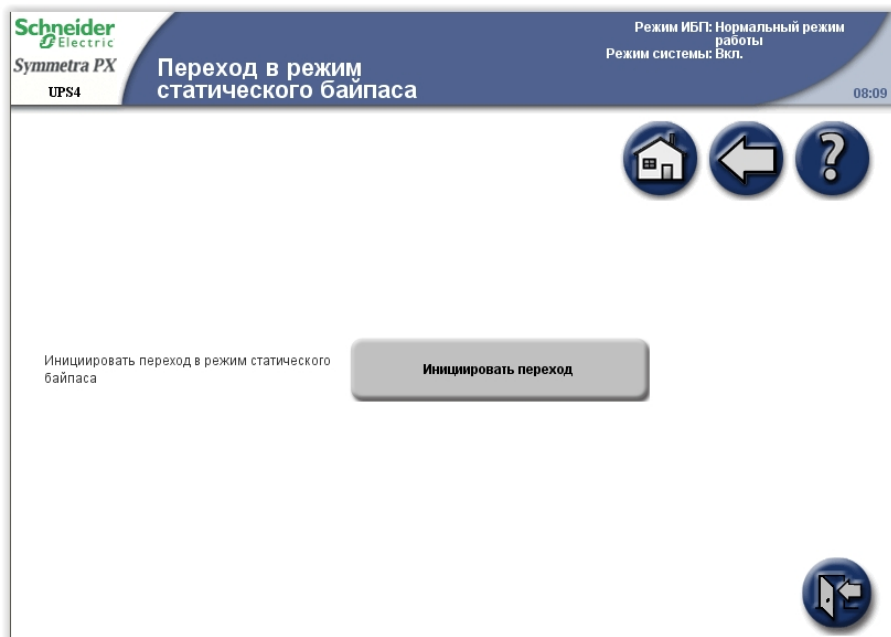 Schneider
Electric
Symmetra PX
UPS4
Переход в режим
статического байпаса
Режим ИБП: Нормальный режим
работы
Режим системы: Вкл.
08:09
?
Инициировать переход в режим статического
байпаса
Инициировать переход